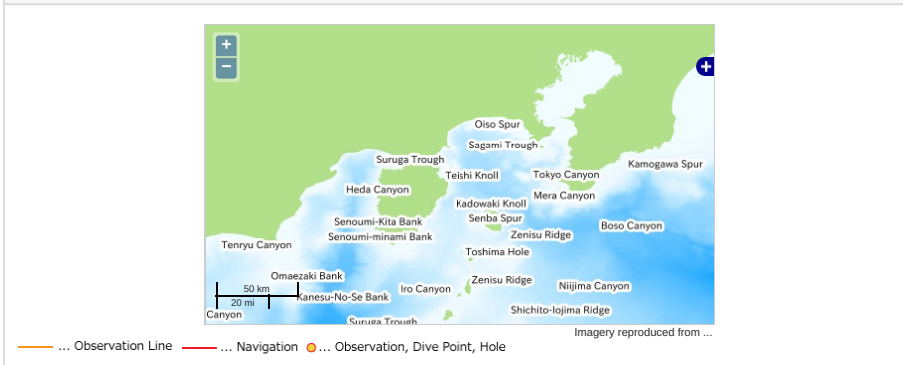 +
−
+
Oiso Spur
Sagami Trough
Suruga Trough
Kamogawa Spur
Teishi Knoll
Tokyo Canyon
Heda Canyon
Mera Canyon
Kadowaki Knoll
Senoumi-Kita Bank
Senba Spur
Boso Canyon
Senoumi-minami Bank
Zenisu Ridge
Tenryu Canyon
Toshima Hole
Omaezaki Bank
Zenisu Ridge
50 km
Iro Canyon
Niijima Canyon
Kanesu-No-Se Bank
20 mi
Shichito-Iojima Ridge
Canyon
Suruga Trough
Imagery reproduced from ...
... Observation Line ... Navigation ... Observation, Dive Point, Hole